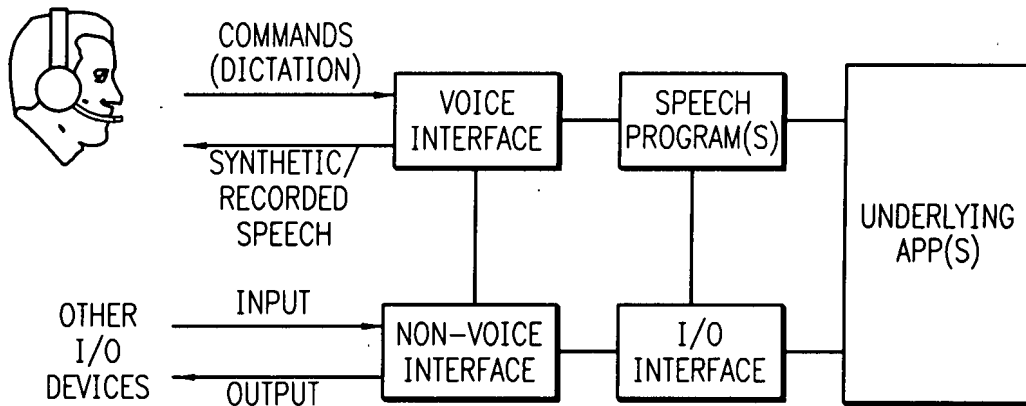 COMMANDS
(DICTATION)
VOICE
INTERFACE
SPEECH
PROGRAM(S)
SYNTHETIC/
RECORDED
SPEECH
UNDERLYING
APP(S)
OTHER
I/O
DEVICES
INPUT
OUTPUT
NON-VOICE
INTERFACE
I/O
INTERFACE